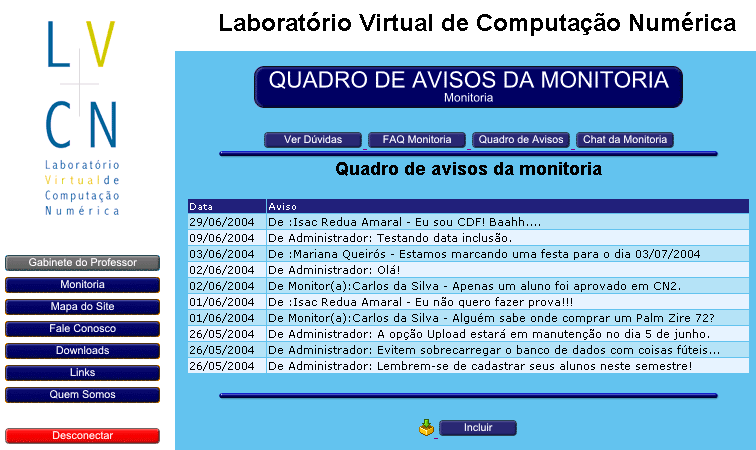 Laboratório Virtual de Computação Numérica
LV
CN
Laboratório
Virtual de
Computação
Numérica
Gabinete do Professor
Monitoria
Mapa do Site
Fale Conosco
Downloads
Links
Quem Somos
Desconectar
QUADRO DE AVISOS DA MONITORIA
Monitoria
Ver Dúvidas FAQ Monitoria Quadro de Avisos Chat da Monitoria
Quadro de avisos da monitoria
Data Aviso
29/06/2004 De :Isac Redua Amaral - Eu sou CDF! Baahh....
09/06/2004 De Administrador: Testando data inclusão.
03/06/2004 De :Mariana Queirós - Estamos marcando uma festa para o dia 03/07/2004
02/06/2004 De Administrador: Olá!
02/06/2004 De Monitor(a):Carlos da Silva - Apenas um aluno foi aprovado em CN2.
01/06/2004 De :Isac Redua Amaral - Eu não quero fazer prova!!!
01/06/2004 De Monitor(a):Carlos da Silva - Alguém sabe onde comprar um Palm Zire 72?
26/05/2004 De Administrador: A opção Upload estará em manutenção no dia 5 de junho.
26/05/2004 De Administrador: Evitem sobrecarregar o banco de dados com coisas fúteis...
26/05/2004 De Administrador: Lembrem-se de cadastrar seus alunos neste semestre!
Incluir